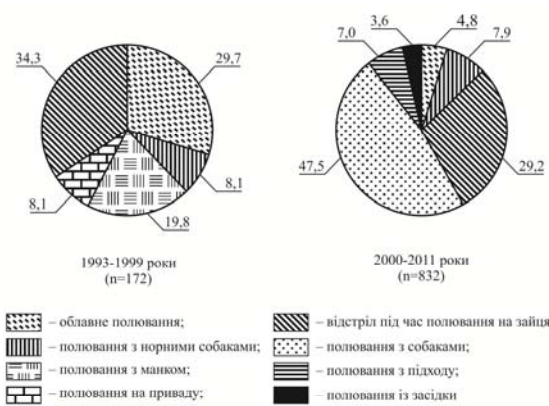 34,3
29,7
8,1
8,1
19,8
3,6
7,0
4,8
7,9
47,5
29,2
1993-1999 роки
(n=172)
2000-2011 роки
(n=832)
– облавне полювання;
– полювання з норними собаками;
– полювання з манком;
– полювання на приваду;
– відстріл під час полювання на зайця
– полювання з собаками;
– полювання з підходу;
– полювання із засідки